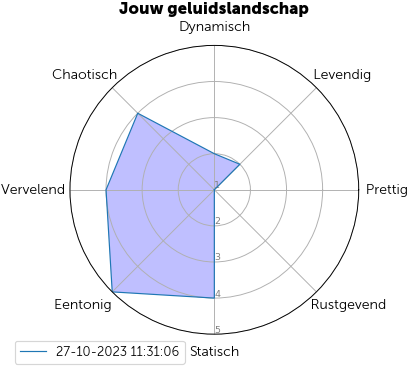 Jouw geluidslandschap
Dynamisch
Chaotisch
Levendig
Vervelend
1
Prettig
2
3
4
Eentonig
Rustgevend
5
27-10-2023 11:31:06
Statisch